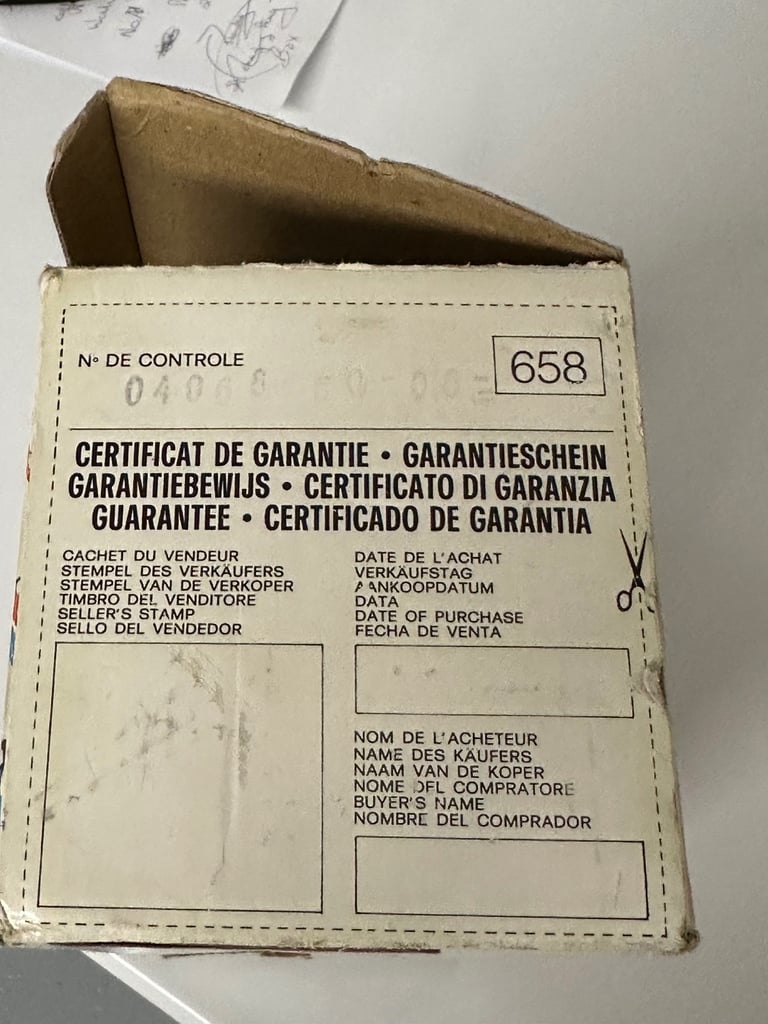 Nº DE CONTROLE
658
CERTIFICAT DE GARANTIE • GARANTIESCHEIN
GARANTIEBEWIJS • CERTIFICATO DI GARANZIA
GUARANTEE • CERTIFICADO DE GARANTIA
CACHET DU VENDEUR
STEMPEL DES VERKÄUFERS
STEMPEL VAN DE VERKOPER
TIMBRO DEL VENDITORE
SELLER'S STAMP
SELLO DEL VENDEDOR
DATE DE L'ACHAT
VERKÄUFSTAG
AANKOOPDATUM
DATA
DATE OF PURCHASE
FECHA DE VENTA
NOM DE L'ACHETEUR
NAME DES KÄUFERS
NAAM VAN DE KOPER
NOME DEL COMPRATORE
BUYER'S NAME
NOMBRE DEL COMPRADOR